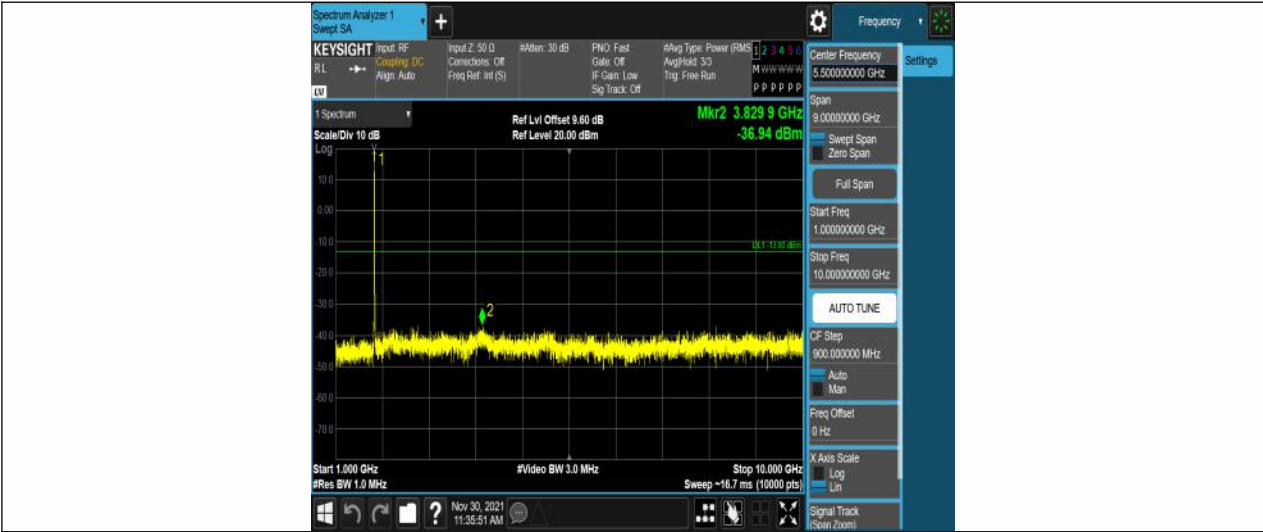 Spectrum Analyzer 1
Swept SA
Frequency
KEYSIGHT
RL
Input: RF
Coupling: DC
Align: Auto
Input Z: 50 Ω
Corrections: Off
Freq Ref: Int (S)
#Atten: 30 dB
PNO: Fast
Gate: Off
IF Gain: Low
Sig Track: Off
#Avg Type: Power (RMS
Avg|Hold: 3/3
Trig: Free Run
1 2 3 4 5 6
M W W W W W
P P P P P P
1 Spectrum
Scale/Div 10 dB
Log
Ref Lvl Offset 9.60 dB
Ref Level 20.00 dBm
Mkr2 3.829 9 GHz
-36.94 dBm
1
10.0
0.00
-10.0
DL1 -13.00 dBm
-20.0
-30.0
2
-40.0
-50.0
-60.0
-70.0
Start 1.000 GHz
#Res BW 1.0 MHz
#Video BW 3.0 MHz
Stop 10.000 GHz
Sweep ~16.7 ms (10000 pts)
Nov 30, 2021
11:35:51 AM
Center Frequency
5.500000000 GHz
Settings
Span
9.00000000 GHz
Swept Span
Zero Span
Full Span
Start Freq
1.000000000 GHz
Stop Freq
10.000000000 GHz
AUTO TUNE
CF Step
900.000000 MHz
Auto
Man
Freq Offset
0 Hz
X Axis Scale
Log
Lin
Signal Track
(Span Zoom)